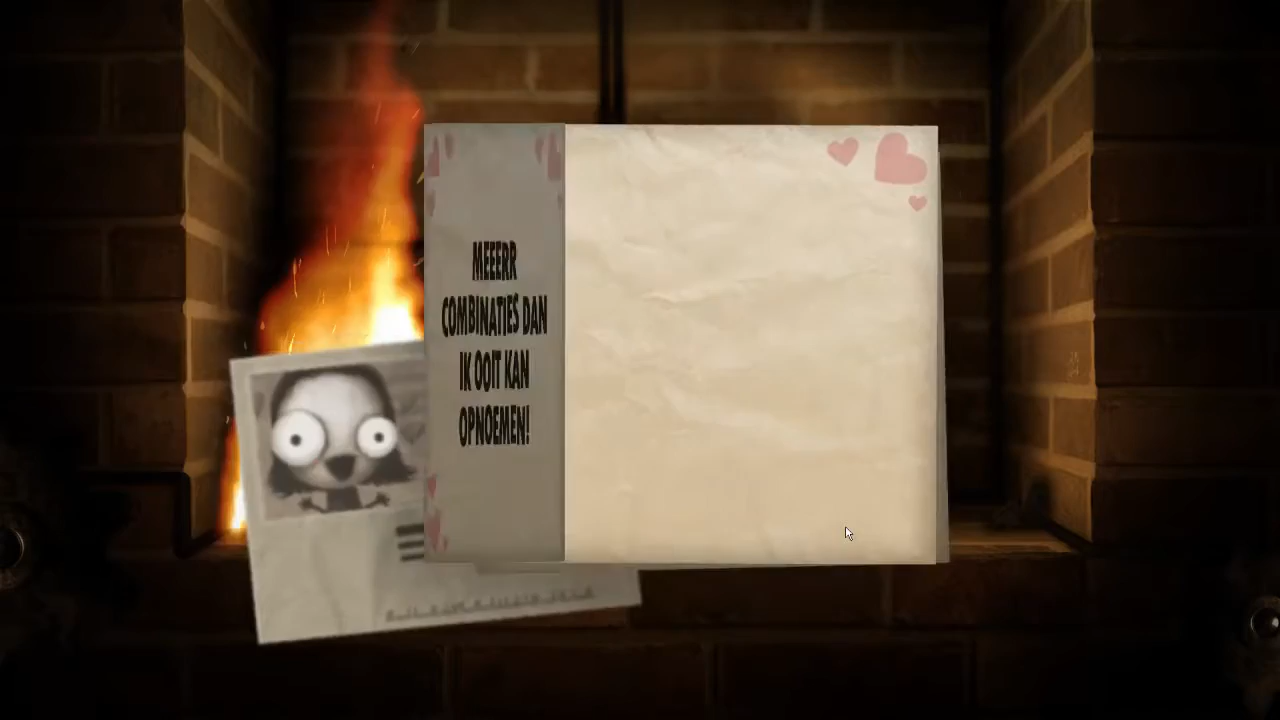 MEEERR
COMBINATIES DAN
IK OOIT KAN
OPNOEMEN!